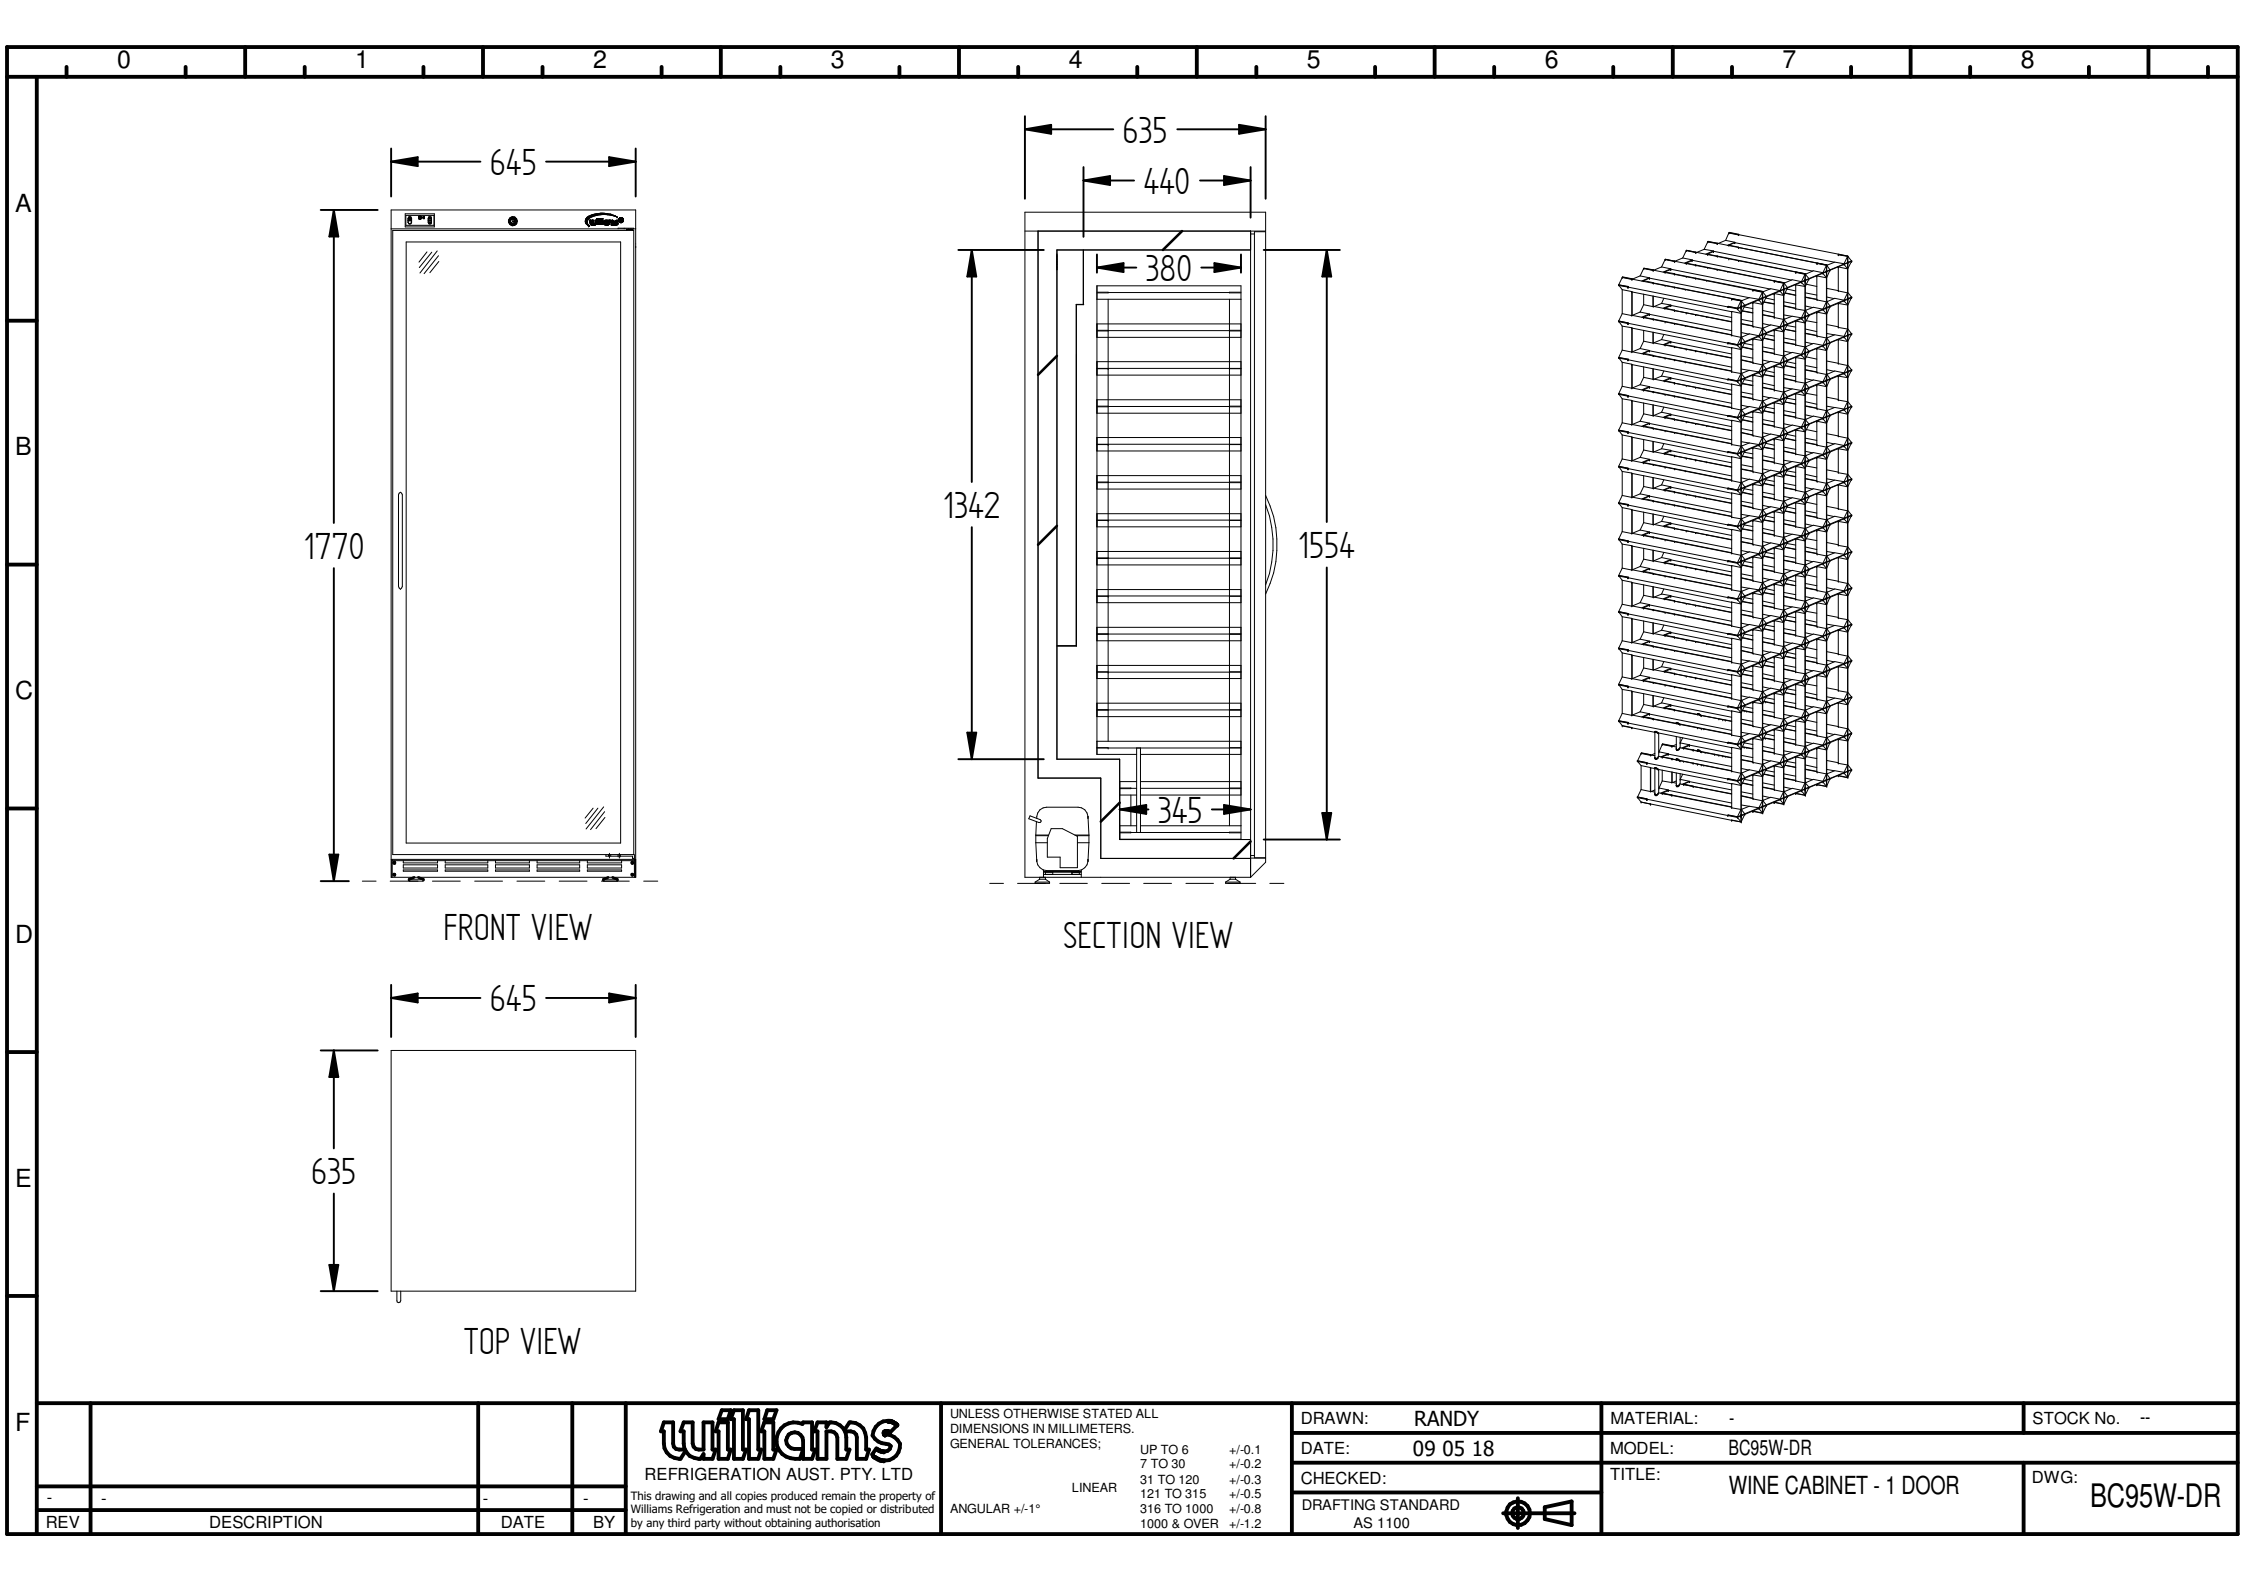 0 1 2 3 4 5 6 7 8
A
B
C
D
E
F
645
1770
williams
FRONT VIEW
635
440
380
1342
1554
345
SECTION VIEW
645
635
TOP VIEW
- - - -
REV DESCRIPTION DATE BY
williams
REFRIGERATION AUST. PTY. LTD
This drawing and all copies produced remain the property of
Williams Refrigeration and must not be copied or distributed
by any third party without obtaining authorisation
UNLESS OTHERWISE STATED ALL
DIMENSIONS IN MILLIMETERS.
GENERAL TOLERANCES;
UP TO 6 +/-0.1
7 TO 30 +/-0.2
31 TO 120 +/-0.3
LINEAR 121 TO 315 +/-0.5
ANGULAR +/-1° 316 TO 1000 +/-0.8
1000 & OVER +/-1.2
DRAWN: RANDY
DATE: 09 05 18
CHECKED:
DRAFTING STANDARD
AS 1100
MATERIAL: -
STOCK No. --
MODEL: BC95W-DR
TITLE: WINE CABINET - 1 DOOR
DWG: BC95W-DR